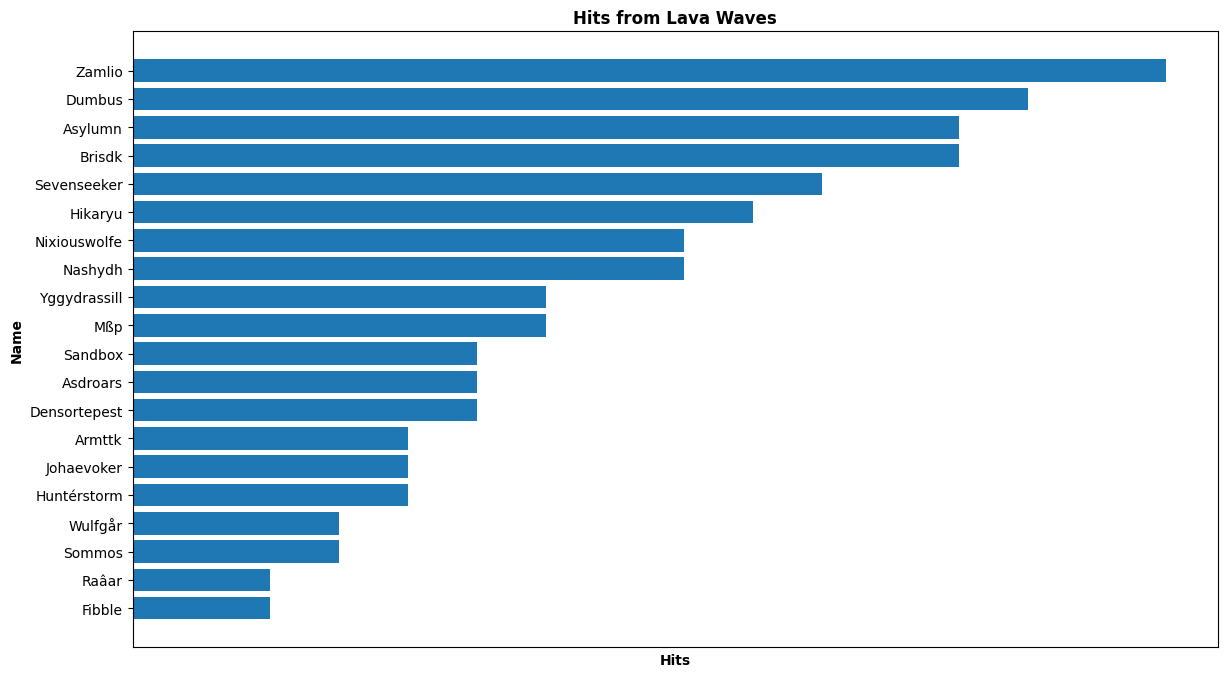 Hits from Lava Waves
Zamlio
Dumbus
Asylumn
Brisdk
Sevenseeker
Hikaryu
Nixiouswolfe
Nashydh
Yggydrassill
Mßp
Sandbox
Asdroars
Densortepest
Armttk
Johaevoker
Huntérstorm
Wulfgår
Sommos
Raâar
Fibble
Name
Hits